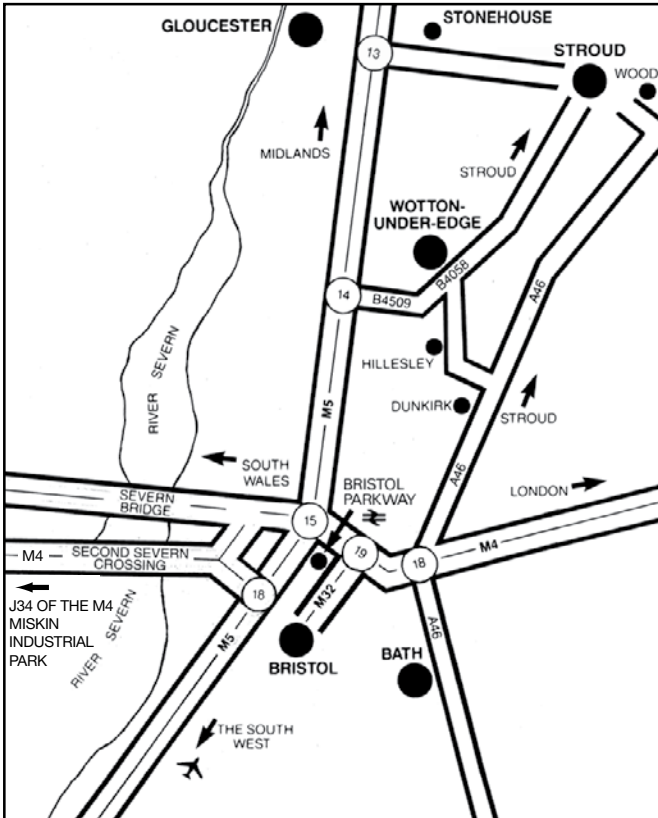 GLOUCESTER
STONEHOUSE
13
STROUD
WOOD
MIDLANDS
STROUD
WOTTON-
UNDER-EDGE
14
B4509
B4058
A46
RIVER SEVERN
HILLESLEY
M5
DUNKIRK
STROUD
SOUTH
WALES
BRISTOL
PARKWAY
A46
LONDON
SEVERN
BRIDGE
15
M4
SECOND SEVERN
CROSSING
19
18
M4
18
M32
J34 OF THE M4
MISKIN
INDUSTRIAL
PARK
RIVER SEVERN
M5
BRISTOL
BATH
A46
THE SOUTH
WEST